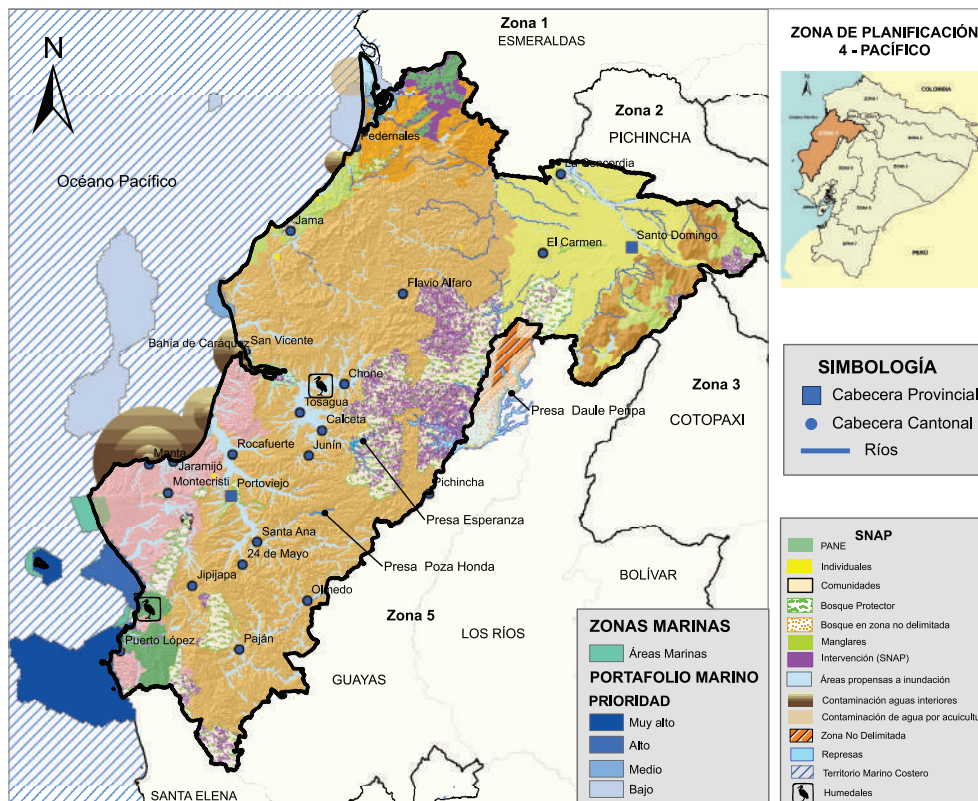 Zona 1
ESMERALDAS
N
Zona 2
PICHINCHA
Pedernales
La Concordia
Océano Pacífico
Jama
El Carmen
Santo Domingo
Flavio Alfaro
Bahía de Caráquez
San Vicente
Zona 3
COTOPAXI
Chone
Tosagua
Calceta
Presa Daule Peripa
Rocafuerte
Junín
Manta
Jaramijó
Montecristi
Portoviejo
Pichincha
Presa Esperanza
Santa Ana
24 de Mayo
Presa Poza Honda
Jipijapa
Olmedo
BOLÍVAR
Zona 5
LOS RÍOS
Puerto López
Paján
GUAYAS
SANTA ELENA
ZONAS MARINAS
Áreas Marinas
PORTAFOLIO MARINO
PRIORIDAD
Muy alto
Alto
Medio
Bajo
ZONA DE PLANIFICACIÓN
4 - PACÍFICO
COLOMBIA
PERÚ
SIMBOLOGÍA
Cabecera Provincial
Cabecera Cantonal
Ríos
SNAP
PANE
Individuales
Comunidades
Bosque Protector
Bosque en zona no delimitada
Manglares
Intervención (SNAP)
Áreas propensas a inundación
Contaminación aguas interiores
Contaminación de agua por acuicult
Zona No Delimitada
Represas
Territorio Marino Costero
Humedales